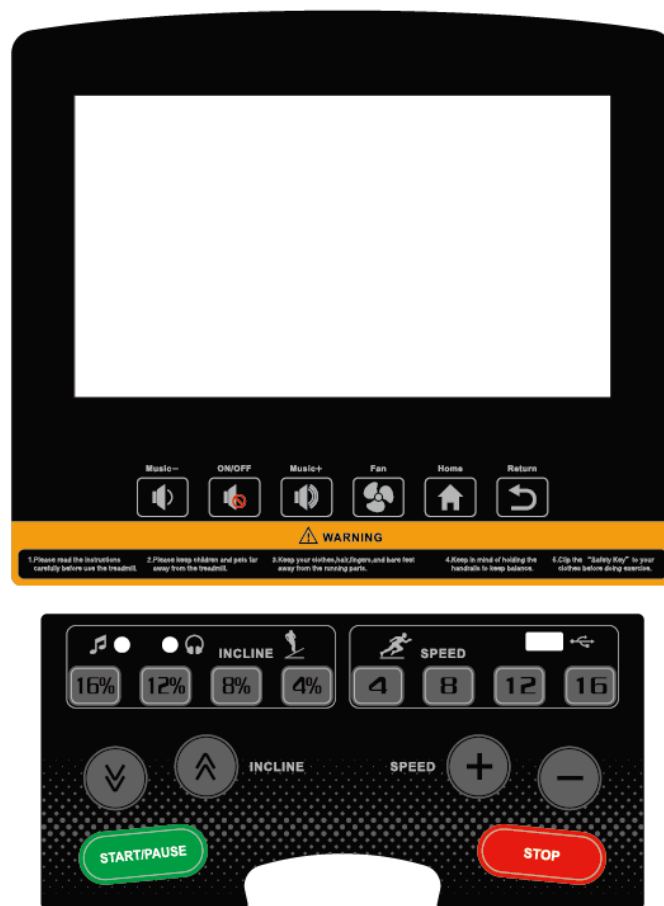 Music− ON/OFF Music+ Fan Home Return
WARNING
1.Please read the instructions
carefully before use the treadmill.
2.Please keep children and pets far
away from the treadmill.
3.Keep your clothes,hair,fingers,and bare feet
away from the running parts.
4.Keep in mind of holding the
handrails to keep balance.
5.Clip the "Safety Key" to your
clothes before doing exercise.
INCLINE SPEED
16% 12% 8% 4% 4 8 12 16
INCLINE SPEED
START/PAUSE STOP